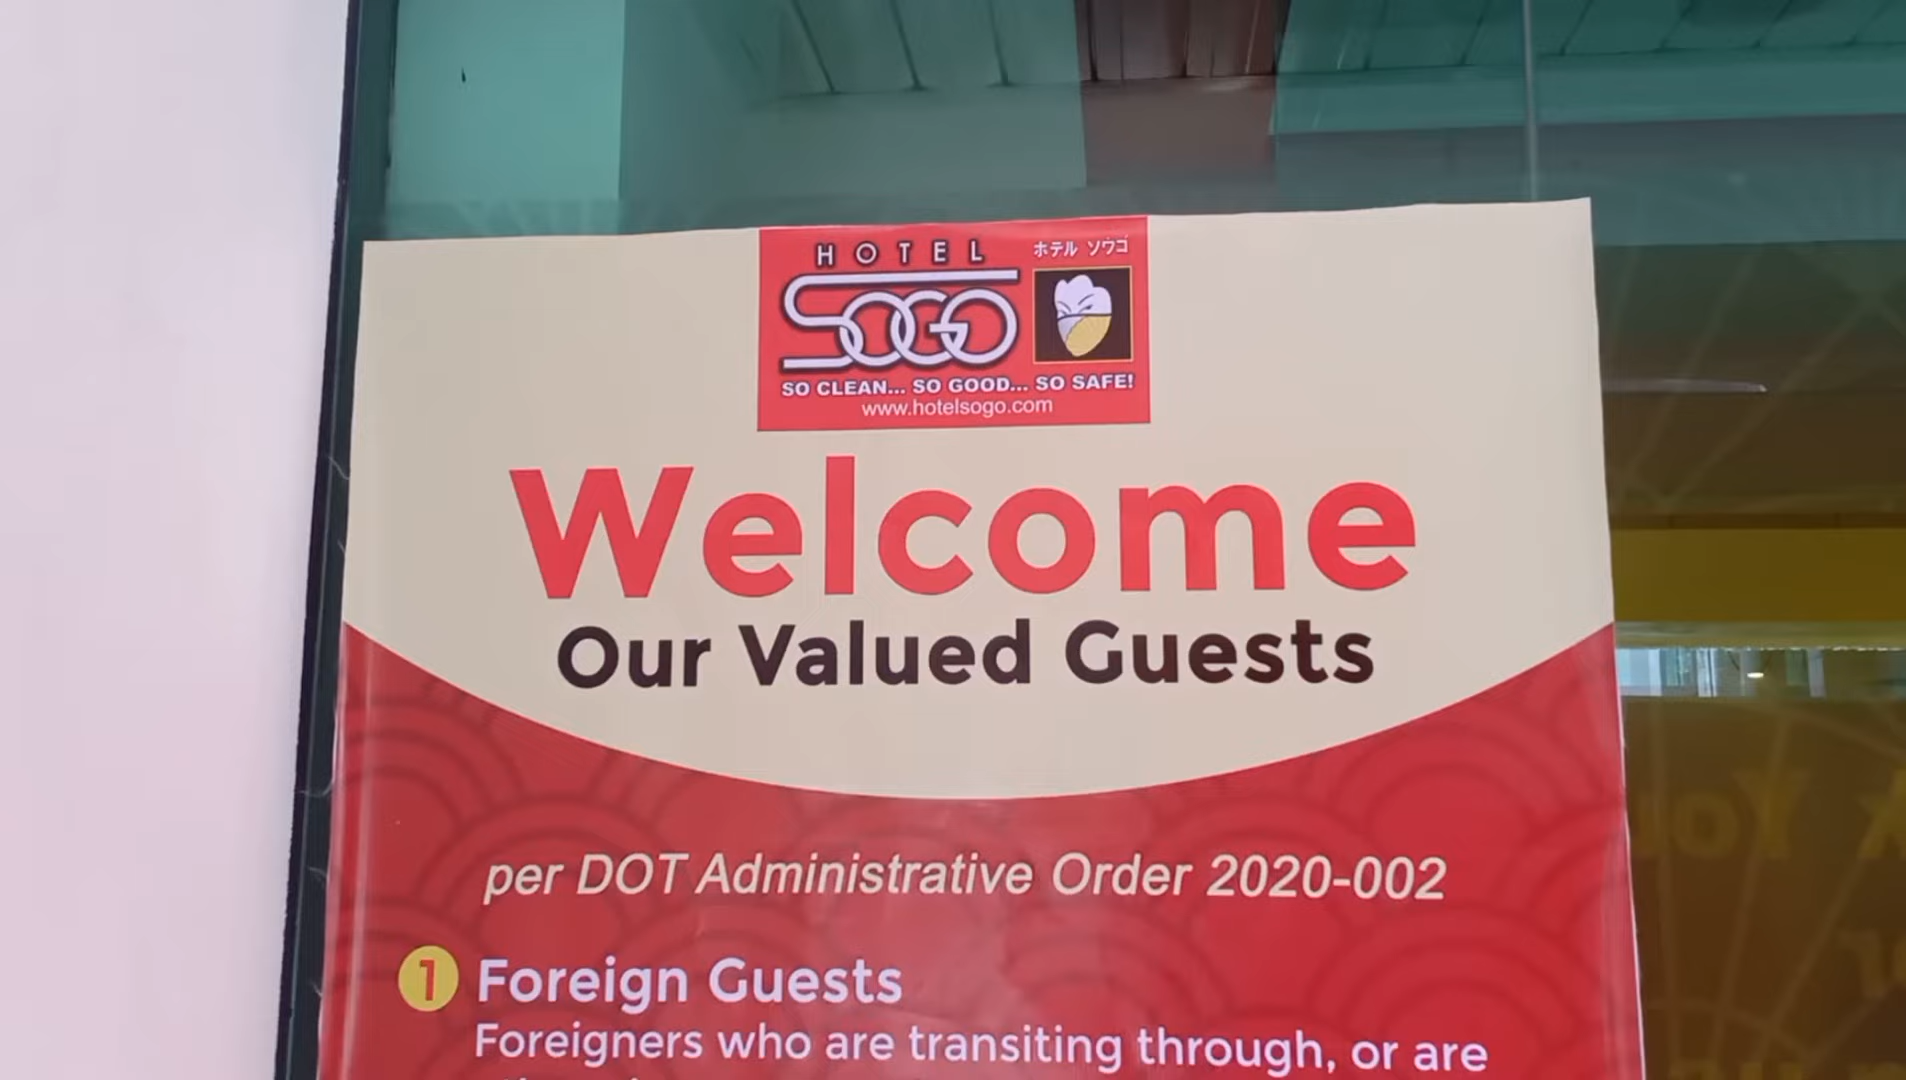 HOTEL
ホテル ソウゴ
SOGO
SO CLEAN... SO GOOD... SO SAFE!
www.hotelsogo.com
Welcome
Our Valued Guests
per DOT Administrative Order 2020-002
1 Foreign Guests
Foreigners who are transiting through, or are